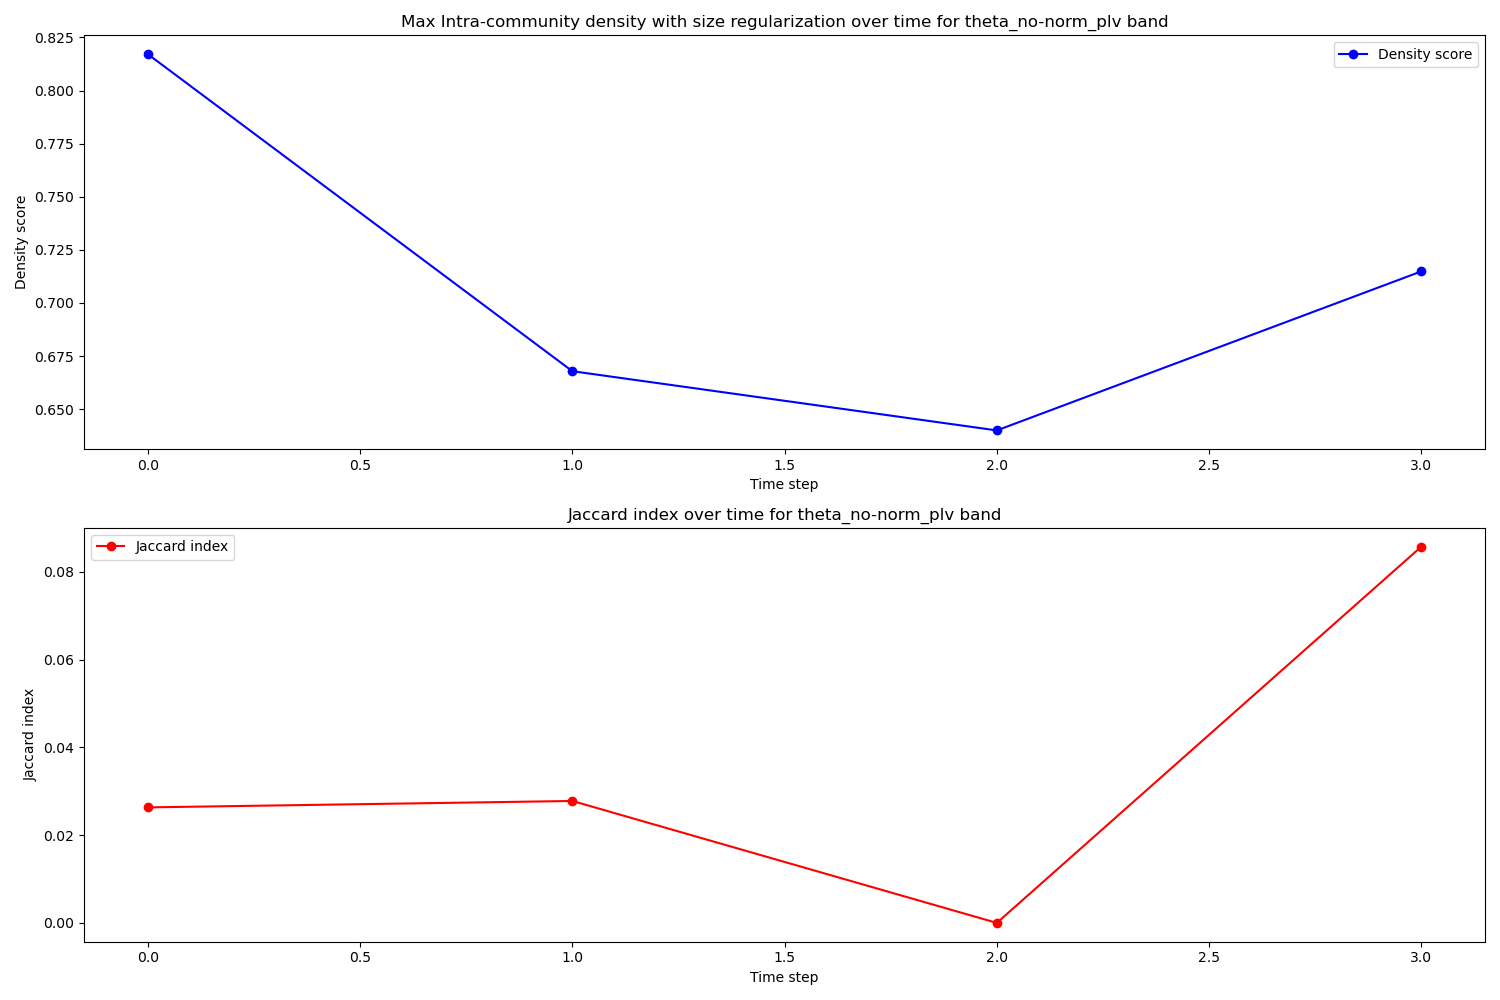 Max Intra-community density with size regularization over time for theta_no-norm_plv band
Density score
0.825
0.800
0.775
0.750
0.725
0.700
0.675
0.650
Density score
0.0 0.5 1.0 1.5 2.0 2.5 3.0
Time step
Jaccard index over time for theta_no-norm_plv band
Jaccard index
0.08
0.06
0.04
0.02
0.00
Jaccard index
0.0 0.5 1.0 1.5 2.0 2.5 3.0
Time step